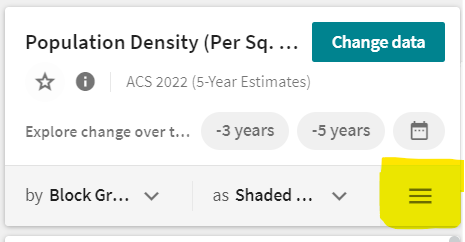 Population Density (Per Sq. ... Change data
ACS 2022 (5-Year Estimates)
Explore change over t... -3 years -5 years
by Block Gr... as Shaded ...